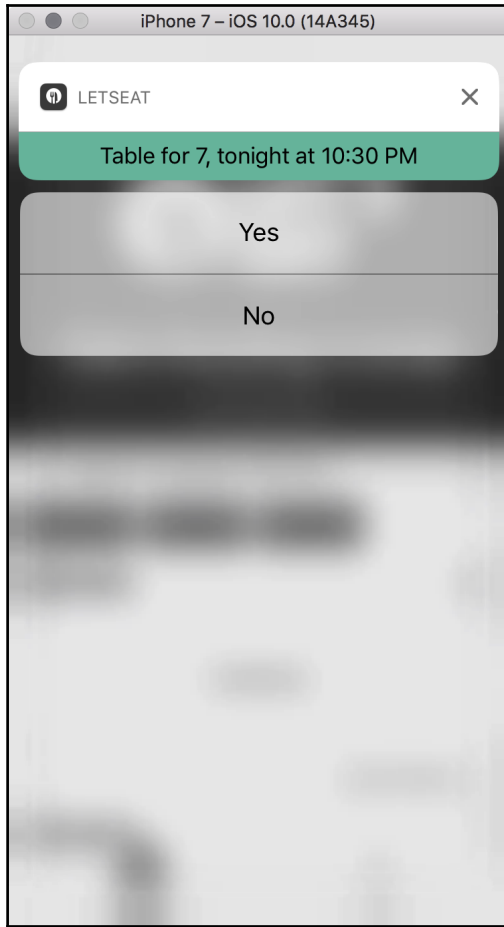 iPhone 7 – iOS 10.0 (14A345)
LETSEAT
Table for 7, tonight at 10:30 PM
Yes
No